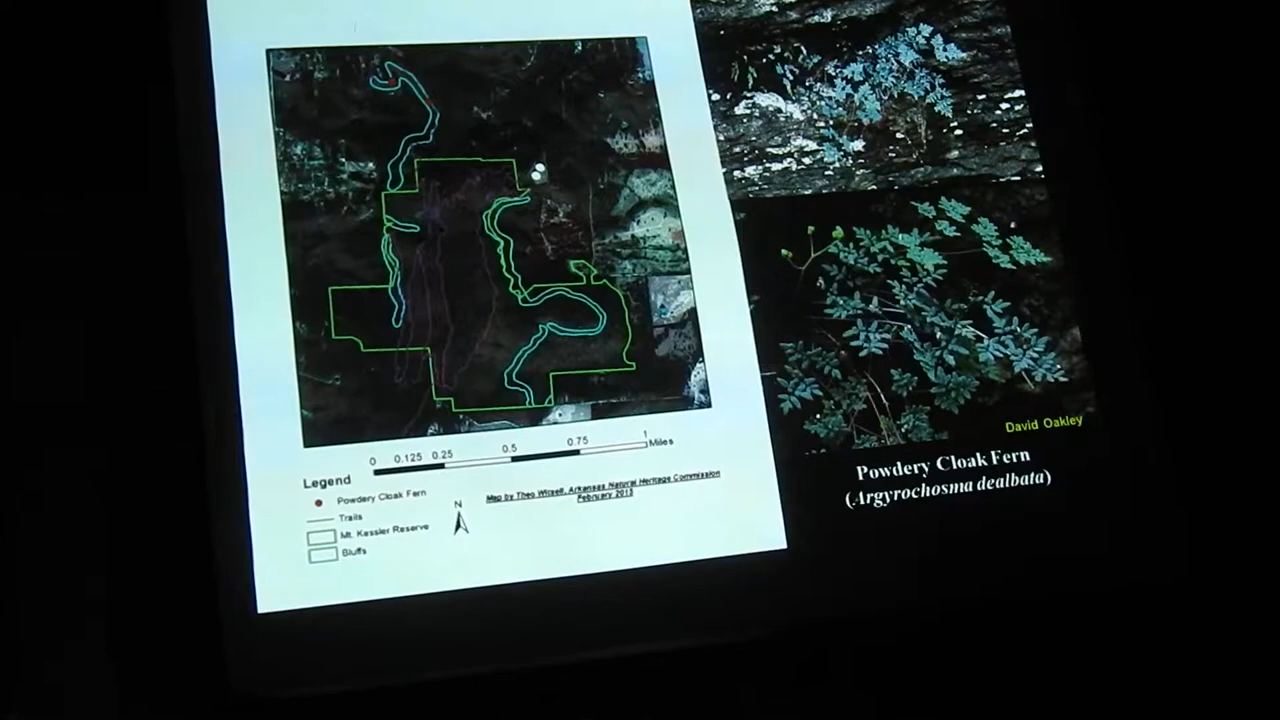 0 0.125 0.25 0.5 0.75 1
Miles
Legend
Powdery Cloak Fern
Trails
Mt. Kessler Reserve
Bluffs
N
Map by Theo Witsell, Arkansas Natural Heritage Commission
February 2013
David Oakley
Powdery Cloak Fern
(Argyrochosma dealbata)